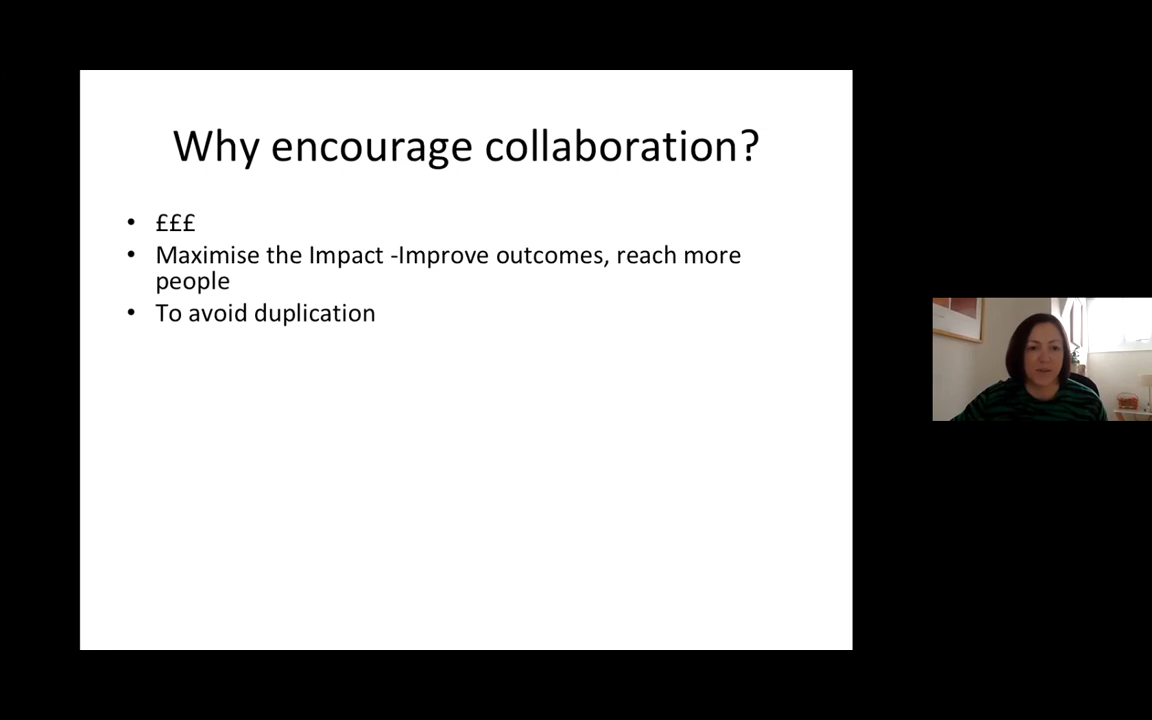 Why encourage collaboration?
• £££
• Maximise the Impact -Improve outcomes, reach more
people
• To avoid duplication